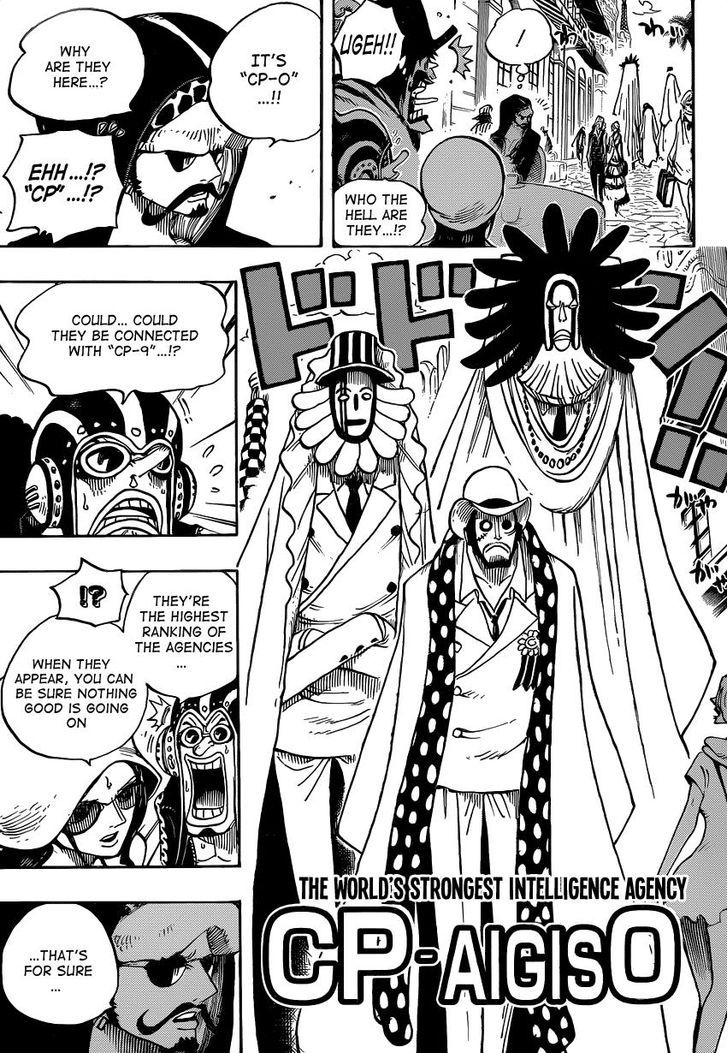 UGEH!!
!
WHO
THE HELL
ARE
THEY...!?
IT'S
"CP-O"
...!!
WHY
ARE THEY
HERE...?
EHH...!?
"CP"...!?
ドドドン!!
THE WORLD'S STRONGEST INTELLIGENCE AGENCY
CP-AIGISO
COULD... COULD
THEY BE CONNECTED
WITH "CP-9"...!?
THEY'RE
THE HIGHEST
RANKING OF
THE AGENCIES
...
!?
WHEN THEY
APPEAR, YOU CAN
BE SURE NOTHING
GOOD IS GOING
ON
...THAT'S
FOR SURE
...